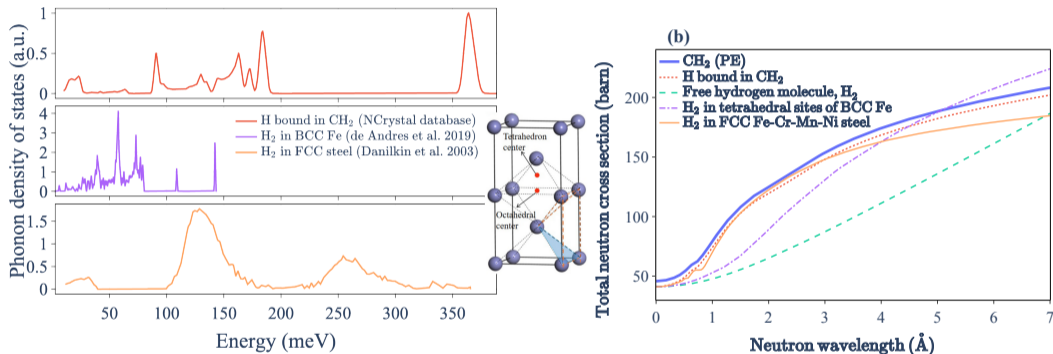 Phonon density of states (a.u.)
1
0.5
0
H bound in CH₂ (NCrystal database)
H₂ in BCC Fe (de Andres et al. 2019)
H₂ in FCC steel (Danilkin et al. 2003)
4
3
2
1
0
1.5
1
0.5
0
50 100 150 200 250 300 350
Energy (meV)
Tetrahedron
center
Octahedral
center
(b)
Total neutron cross section (barn)
CH₂ (PE)
H bound in CH₂
Free hydrogen molecule, H₂
H₂ in tetrahedral sites of BCC Fe
H₂ in FCC Fe-Cr-Mn-Ni steel
200
150
100
50
0 1 2 3 4 5 6 7
Neutron wavelength (Å)